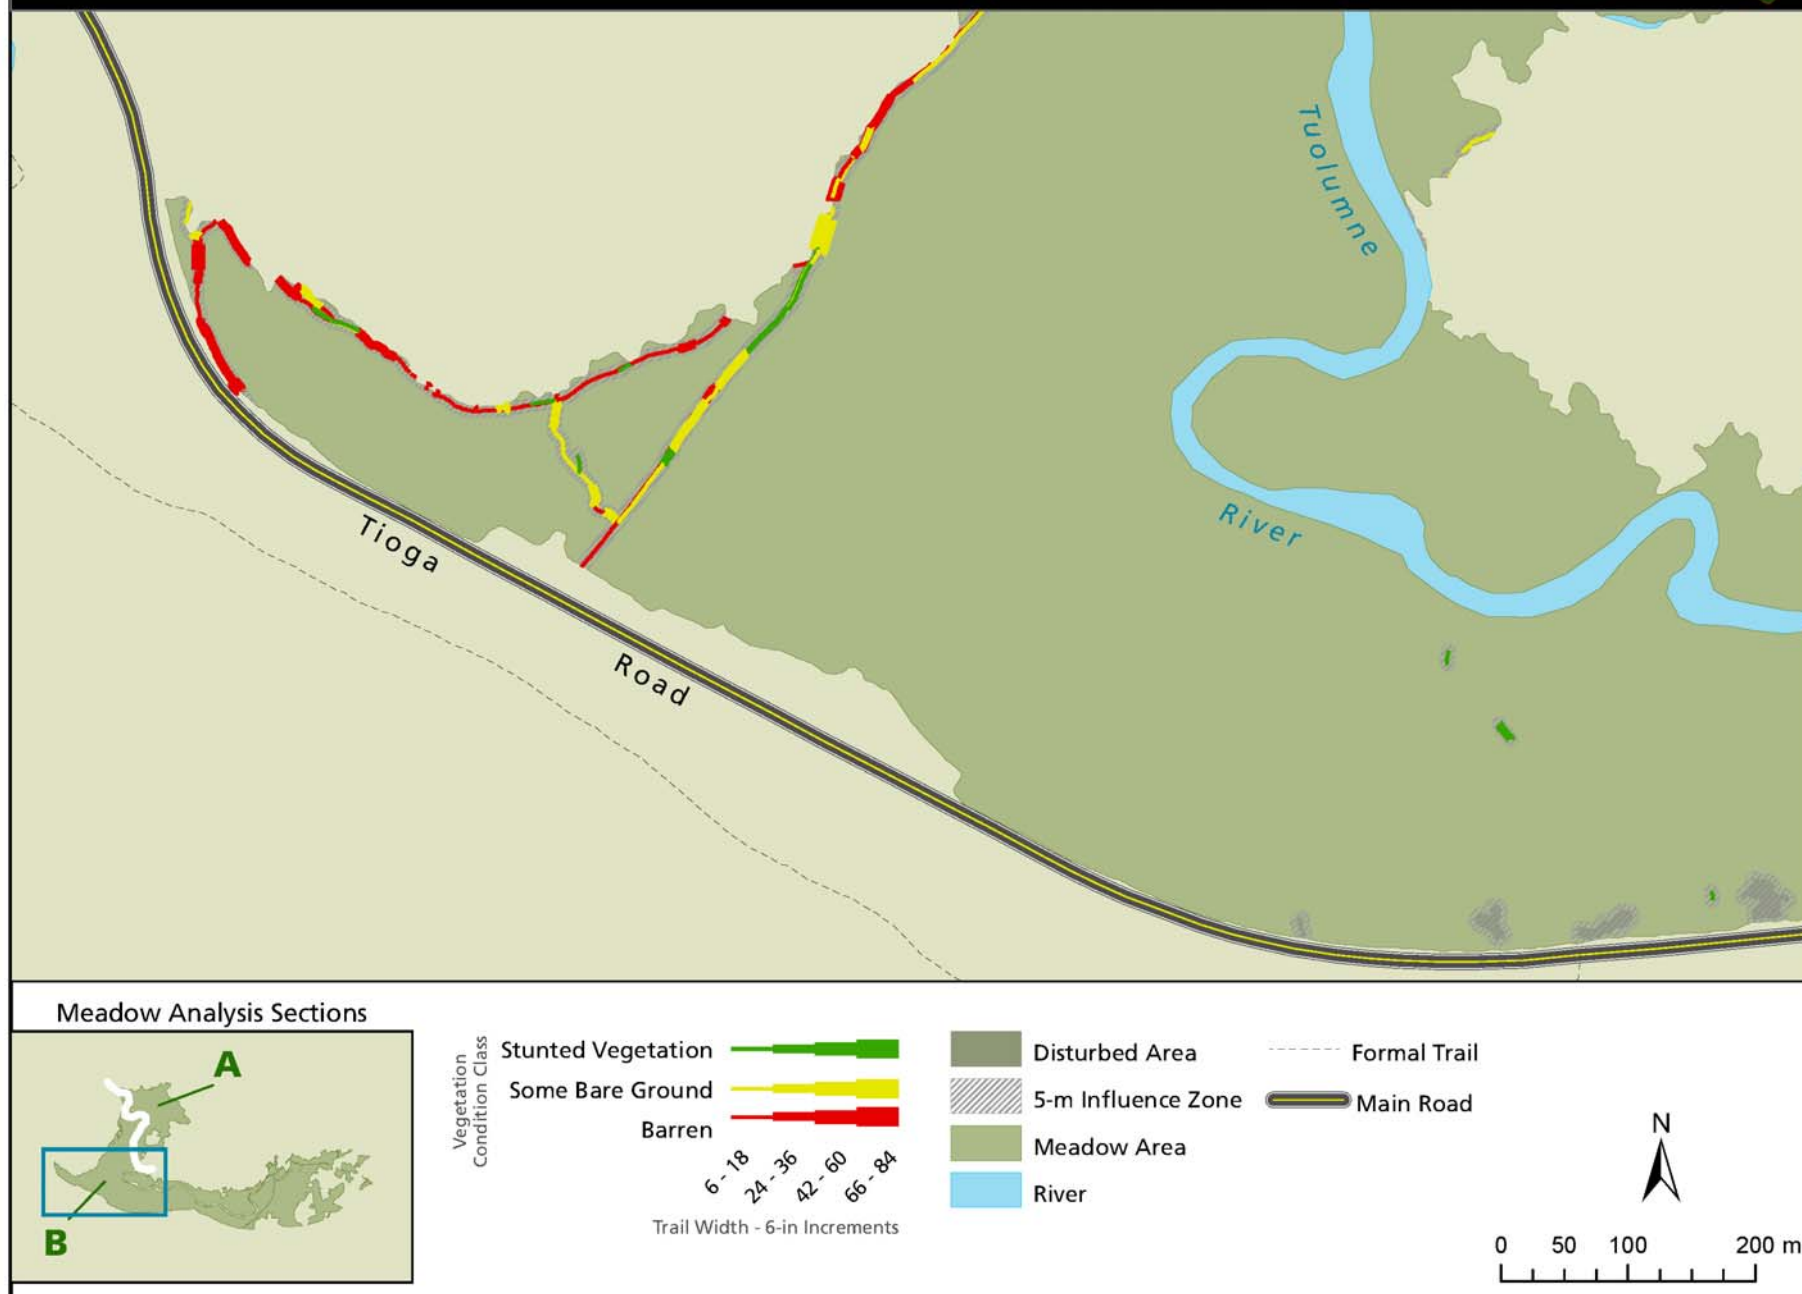 Tuolumne
River
Tioga
Road
Meadow Analysis Sections
A
B
Vegetation
Condition Class
Stunted Vegetation
Some Bare Ground
Barren
6 - 18
24 - 36
42 - 60
66 - 84
Trail Width - 6-in Increments
Disturbed Area
5-m Influence Zone
Meadow Area
River
Formal Trail
Main Road
N
0 50 100 200 m